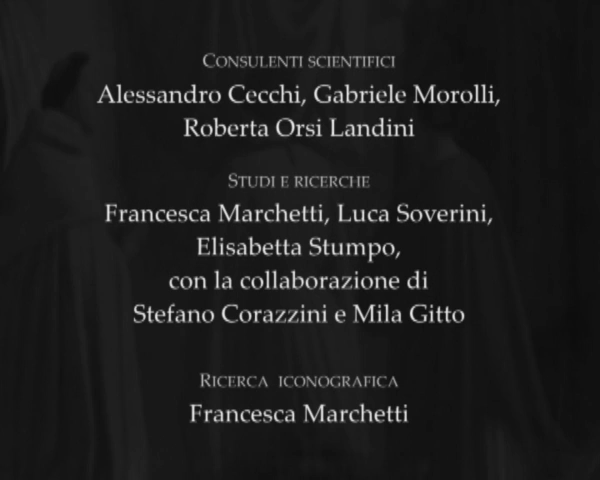 CONSULENTI SCIENTIFICI
Alessandro Cecchi, Gabriele Morolli,
Roberta Orsi Landini
STUDI E RICERCHE
Francesca Marchetti, Luca Soverini,
Elisabetta Stumpo,
con la collaborazione di
Stefano Corazzini e Mila Gitto
RICERCA ICONOGRAFICA
Francesca Marchetti